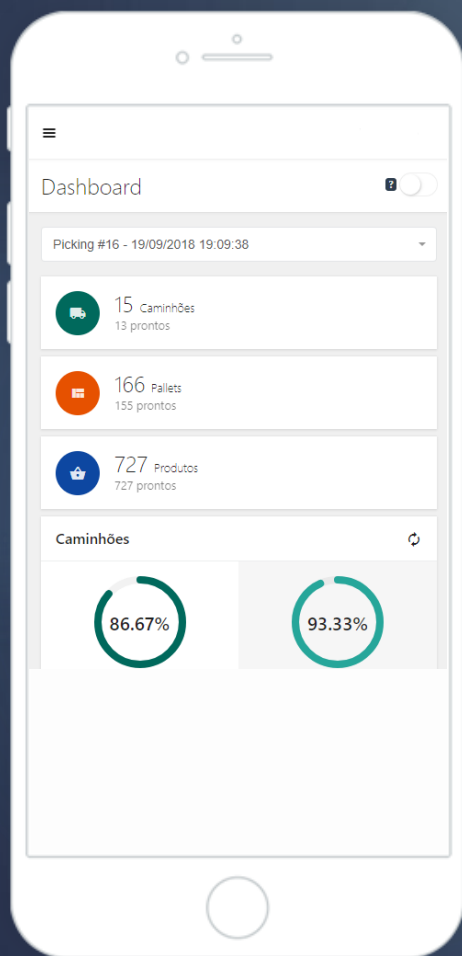 Dashboard
?
Picking #16 - 19/09/2018 19:09:38
15 Caminhões
13 prontos
166 Pallets
155 prontos
727 Produtos
727 prontos
Caminhões
86.67%
93.33%